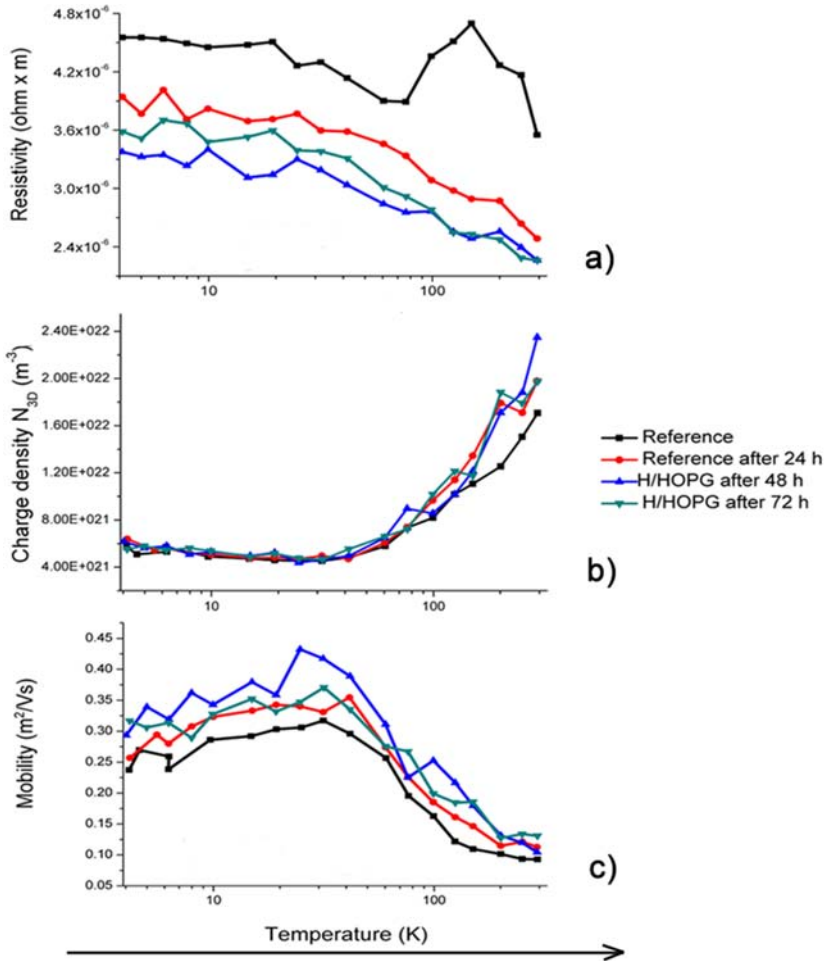 4.8x10⁻⁶
4.2x10⁻⁶
3.6x10⁻⁶
3.0x10⁻⁶
2.4x10⁻⁶
Resistivity (ohm x m)
10
100
a)
2.40E+022
2.00E+022
1.60E+022
1.20E+022
8.00E+021
4.00E+021
Charge density N₃D (m⁻³)
10
100
b)
Reference
Reference after 24 h
H/HOPG after 48 h
H/HOPG after 72 h
0.45
0.40
0.35
0.30
0.25
0.20
0.15
0.10
0.05
Mobility (m²/Vs)
10
100
c)
Temperature (K)